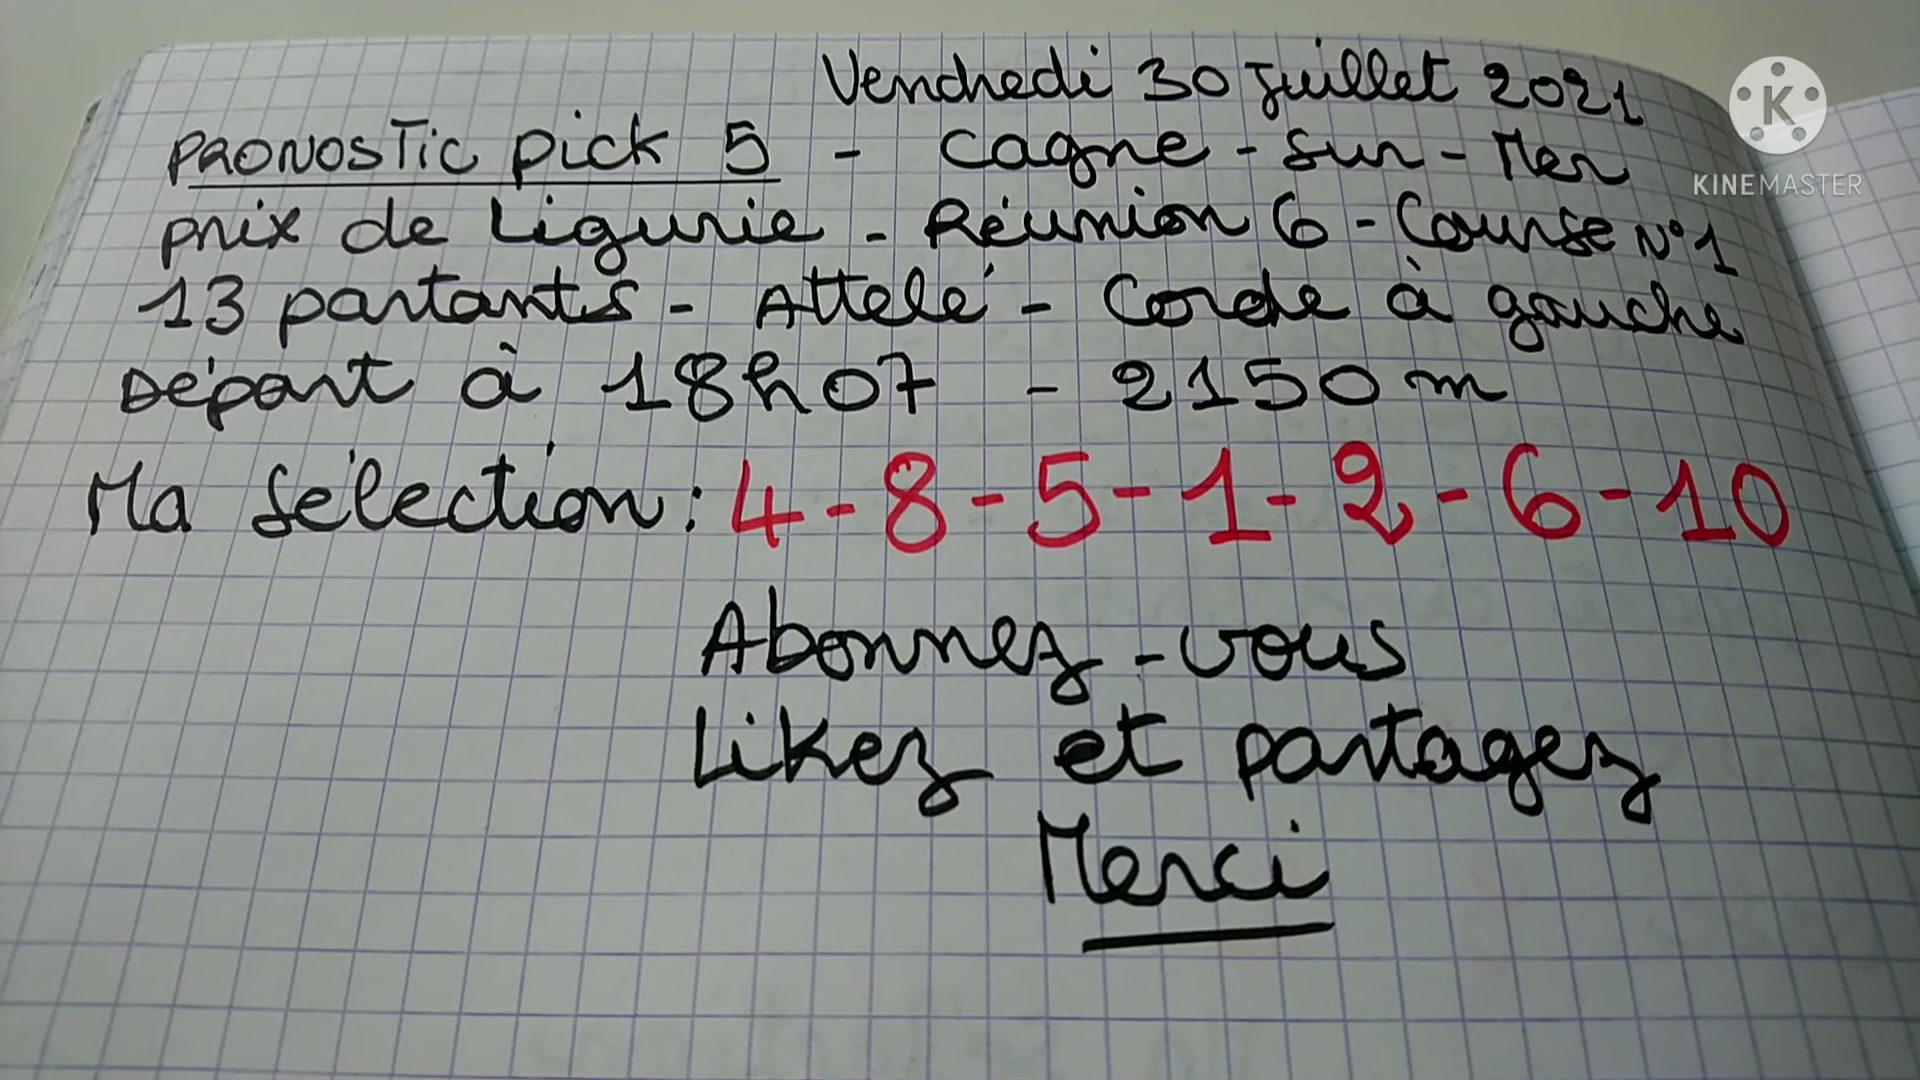 Vendredi 30 Juillet 2021
PRONOSTIC PICK 5 - Cagne-sur-Mer
prix de Ligurie - Réunion 6 - Course N°1
13 partants - Attelé - Corde à gauche
Départ à 18h07 - 2150 m
Ma sélection : 4 - 8 - 5 - 1 - 2 - 6 - 10
Abonnez-vous
Likez et partagez
Merci
K
KINEMASTER